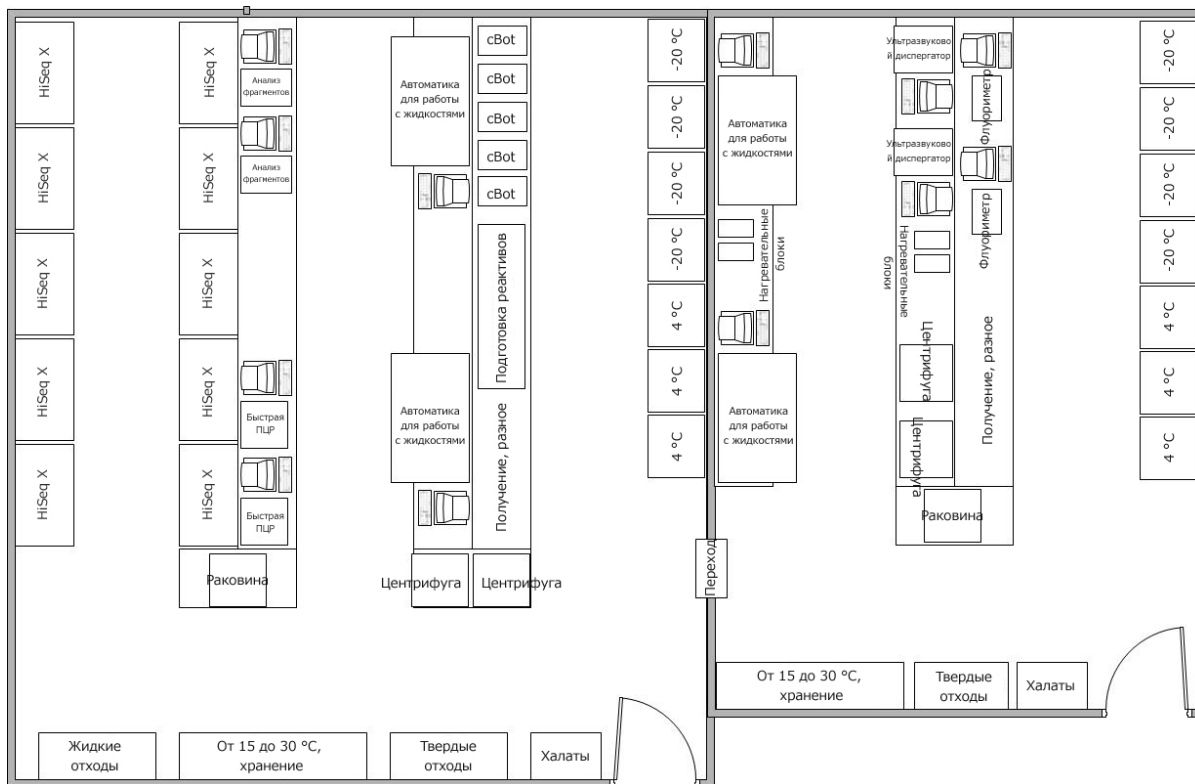 HiSeq X
HiSeq X
HiSeq X
HiSeq X
HiSeq X
HiSeq X
HiSeq X
HiSeq X
HiSeq X
HiSeq X
Анализ
фрагментов
Анализ
фрагментов
Быстрая
ПЦР
Быстрая
ПЦР
Раковина
Автоматика
для работы
с жидкостями
Автоматика
для работы
с жидкостями
cBot
cBot
cBot
cBot
cBot
Подготовка реактивов
Получение, разное
Центрифуга
Центрифуга
-20 °C
-20 °C
-20 °C
-20 °C
4 °C
4 °C
4 °C
Жидкие
отходы
От 15 до 30 °C,
хранение
Твердые
отходы
Халаты
Переход
Автоматика
для работы
с жидкостями
Нагревательные
блоки
Автоматика
для работы
с жидкостями
Ультразвуково
й диспергатор
Ультразвуково
й диспергатор
Нагревательные
блоки
Центрифуга
Центрифуга
Флуориметр
Флуориметр
Получение, разное
Раковина
-20 °C
-20 °C
-20 °C
-20 °C
4 °C
4 °C
4 °C
От 15 до 30 °C,
хранение
Твердые
отходы
Халаты